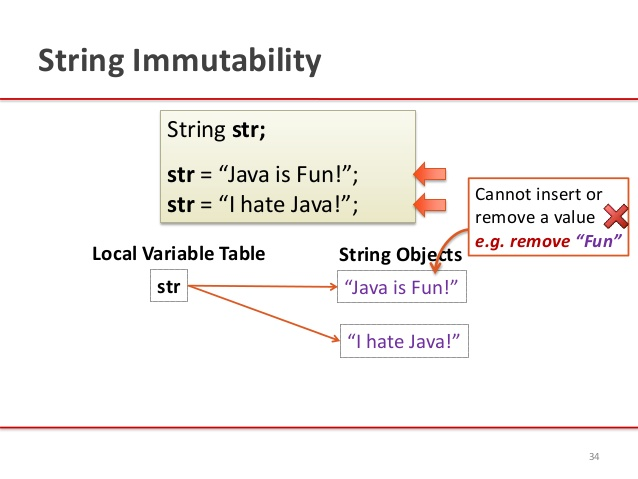 String Immutability
String str;
str = “Java is Fun!”;
str = “I hate Java!”;
Cannot insert or
remove a value
e.g. remove “Fun”
Local Variable Table
String Objects
str
“Java is Fun!”
“I hate Java!”
34